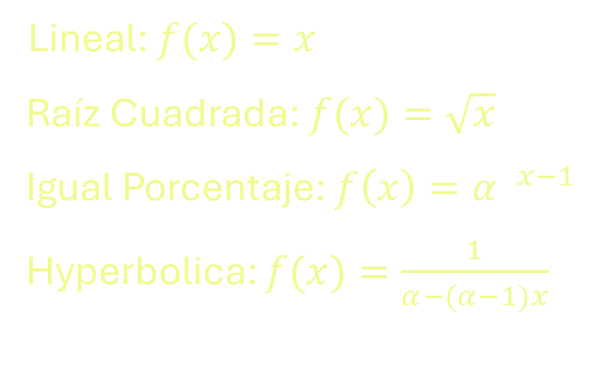 Lineal: f(x) = x
Raíz Cuadrada: f(x) = √x
Igual Porcentaje: f(x) = α ^(x−1)
Hyperbolica: f(x) = 1/(α−(α−1)x)